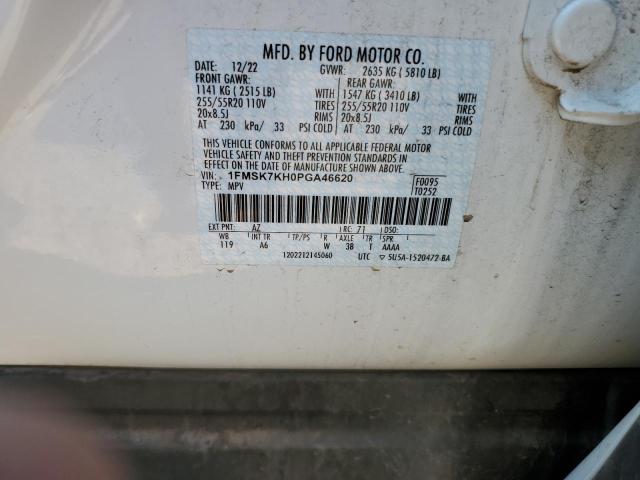 MFD. BY FORD MOTOR CO.
DATE: 12/22 GVWR: 2635 KG ( 5810 LB)
FRONT GAWR: REAR GAWR:
1141 KG ( 2515 LB) WITH 1547 KG ( 3410 LB) WITH
255/55R20 110V TIRES 255/55R20 110V TIRES
20x8.5J RIMS 20x8.5J RIMS
AT 230 kPa/ 33 PSI COLD AT 230 kPa/ 33 PSI COLD
THIS VEHICLE CONFORMS TO ALL APPLICABLE FEDERAL MOTOR
VEHICLE SAFETY AND THEFT PREVENTION STANDARDS IN
EFFECT ON THE DATE OF MANUFACTURE SHOWN ABOVE.
VIN: 1FMSK7KH0PGA46620 F0095
TYPE: MPV T0252
EXT PNT: AZ RC: 71 DSO:
WB INT TR TP/PS R AXLE TR SPR
119 A6 W 3B T AAAA
1202212145060 UTC ▽ 5U5A-1520472-BA